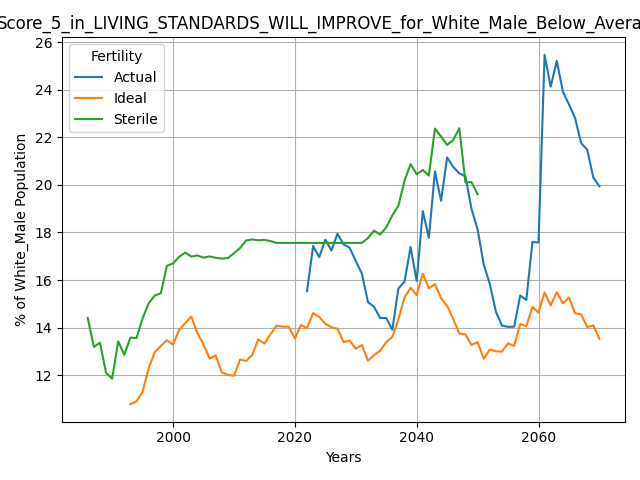 Score_5_in_LIVING_STANDARDS_WILL_IMPROVE_for_White_Male_Below_Avera
26
24
22
20
18
16
14
12
% of White_Male Population
Fertility
Actual
Ideal
Sterile
2000
2020
2040
2060
Years